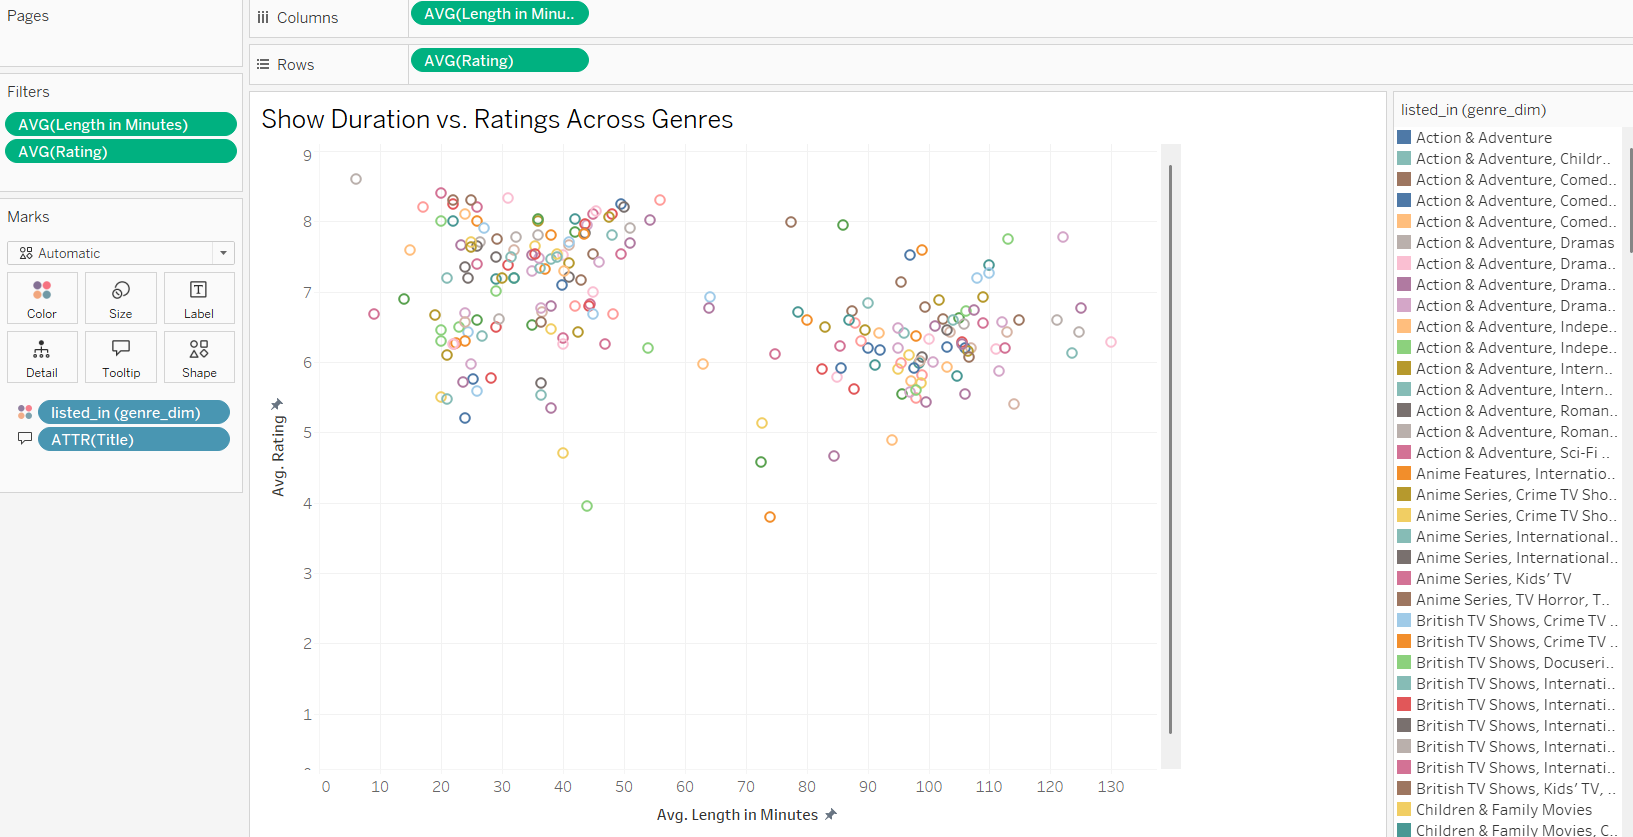 Pages
Columns
AVG(Length in Minu..
Rows
AVG(Rating)
Filters
AVG(Length in Minutes)
AVG(Rating)
Marks
Automatic
Color
Size
Label
Detail
Tooltip
Shape
listed_in (genre_dim)
ATTR(Title)
Show Duration vs. Ratings Across Genres
9
8
7
6
5
4
3
2
1
Avg. Rating
0 10 20 30 40 50 60 70 80 90 100 110 120 130
Avg. Length in Minutes
listed_in (genre_dim)
Action & Adventure
Action & Adventure, Childr..
Action & Adventure, Comed..
Action & Adventure, Comed..
Action & Adventure, Comed..
Action & Adventure, Dramas
Action & Adventure, Drama..
Action & Adventure, Drama..
Action & Adventure, Drama..
Action & Adventure, Indepe..
Action & Adventure, Indepe..
Action & Adventure, Intern..
Action & Adventure, Intern..
Action & Adventure, Roman..
Action & Adventure, Roman..
Action & Adventure, Sci-Fi ..
Anime Features, Internatio..
Anime Series, Crime TV Sho..
Anime Series, Crime TV Sho..
Anime Series, International..
Anime Series, International..
Anime Series, Kids’ TV
Anime Series, TV Horror, T..
British TV Shows, Crime TV ..
British TV Shows, Crime TV ..
British TV Shows, Docuseri..
British TV Shows, Internati..
British TV Shows, Internati..
British TV Shows, Internati..
British TV Shows, Internati..
British TV Shows, Internati..
British TV Shows, Kids’ TV, ..
Children & Family Movies
Children & Family Movies, C..